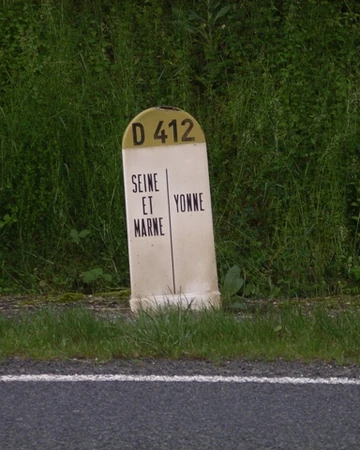 D 412
SEINE
ET
MARNE
YONNE